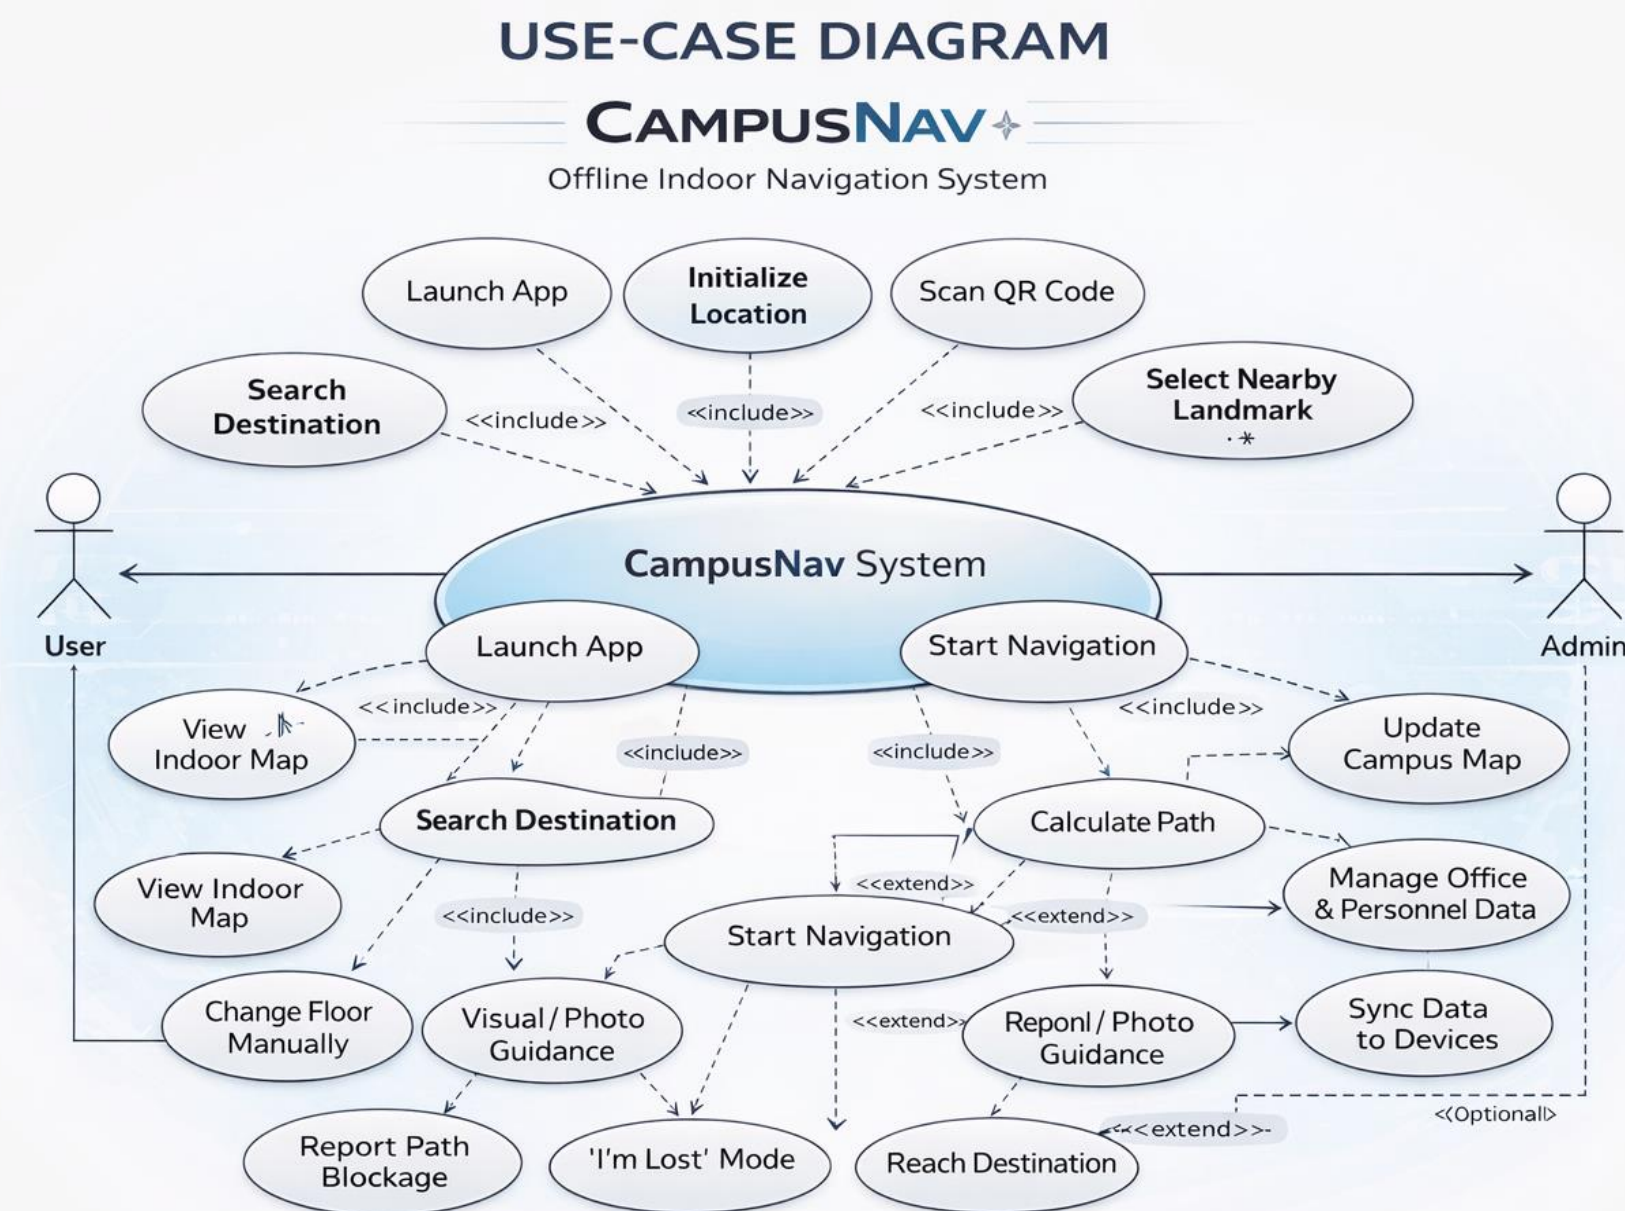 USE-CASE DIAGRAM
CAMPUSNAV
Offline Indoor Navigation System
Launch App
Initialize
Location
Scan QR Code
Search
Destination
<<include>>
<<include>>
<<include>>
Select Nearby
Landmark
CampusNav System
User
Launch App
Start Navigation
Admin
View
Indoor Map
<<include>>
<<include>>
<<include>>
<<include>>
Update
Campus Map
Search Destination
Calculate Path
View Indoor
Map
<<include>>
<<extend>>
<<extend>>
Start Navigation
Manage Office
& Personnel Data
Change Floor
Manually
Visual / Photo
Guidance
<<extend>>
Reponl / Photo
Guidance
Sync Data
to Devices
<<Optionall>
Report Path
Blockage
'I'm Lost' Mode
Reach Destination
<<extend>>